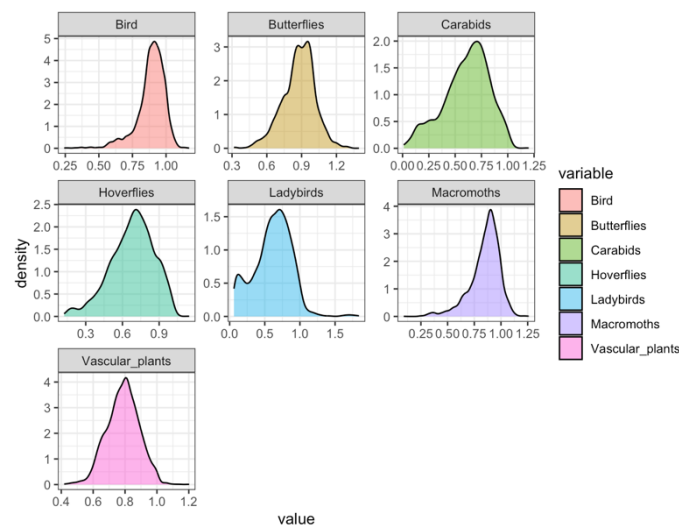 Bird
Butterflies
Carabids
5
4
3
2
1
0
0.25 0.50 0.75 1.00
3
2
1
0
0.3 0.6 0.9 1.2
2.0
1.5
1.0
0.5
0.0
0.00 0.25 0.50 0.75 1.00 1.25
Hoverflies
Ladybirds
Macromoths
2.5
2.0
1.5
1.0
0.5
0.0
0.3 0.6 0.9
1.5
1.0
0.5
0.0
0.0 0.5 1.0 1.5
4
3
2
1
0
0.25 0.50 0.75 1.00 1.25
Vascular_plants
4
3
2
1
0
0.4 0.6 0.8 1.0 1.2
density
value
variable
Bird
Butterflies
Carabids
Hoverflies
Ladybirds
Macromoths
Vascular_plants